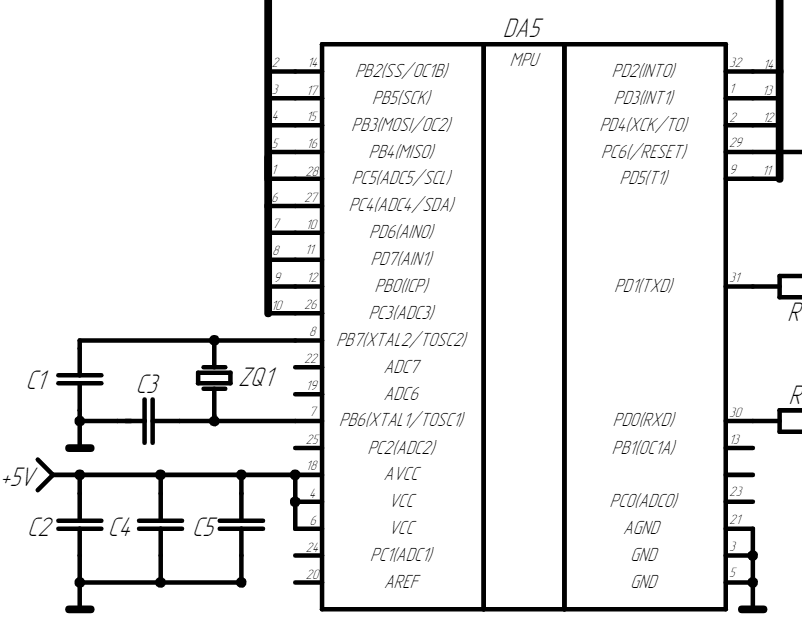 DA5
MPU
2 14 PB2(SS/OC1B) PD2(INT0) 32 14
3 17 PB5(SCK) PD3(INT1) 1 13
4 15 PB3(MOSI/OC2) PD4(XCK/T0) 2 12
5 16 PB4(MISO) PC6(/RESET) 29
1 28 PC5(ADC5/SCL) PD5(T1) 9 11
6 27 PC4(ADC4/SDA)
7 10 PD6(AIN0)
8 11 PD7(AIN1)
9 12 PB0(ICP) PD1(TXD) 31
10 26 PC3(ADC3) R
8 PB7(XTAL2/TOSC2)
22 ADC7
C1 C3 ZQ1
19 ADC6 R
7 PB6(XTAL1/TOSC1) PD0(RXD) 30
25 PC2(ADC2) PB1(OC1A) 13
+5V 18 AVCC
4 VCC PC0(ADC0) 23
C2 C4 C5 6 VCC AGND 21
24 PC1(ADC1) GND 3
20 AREF GND 5